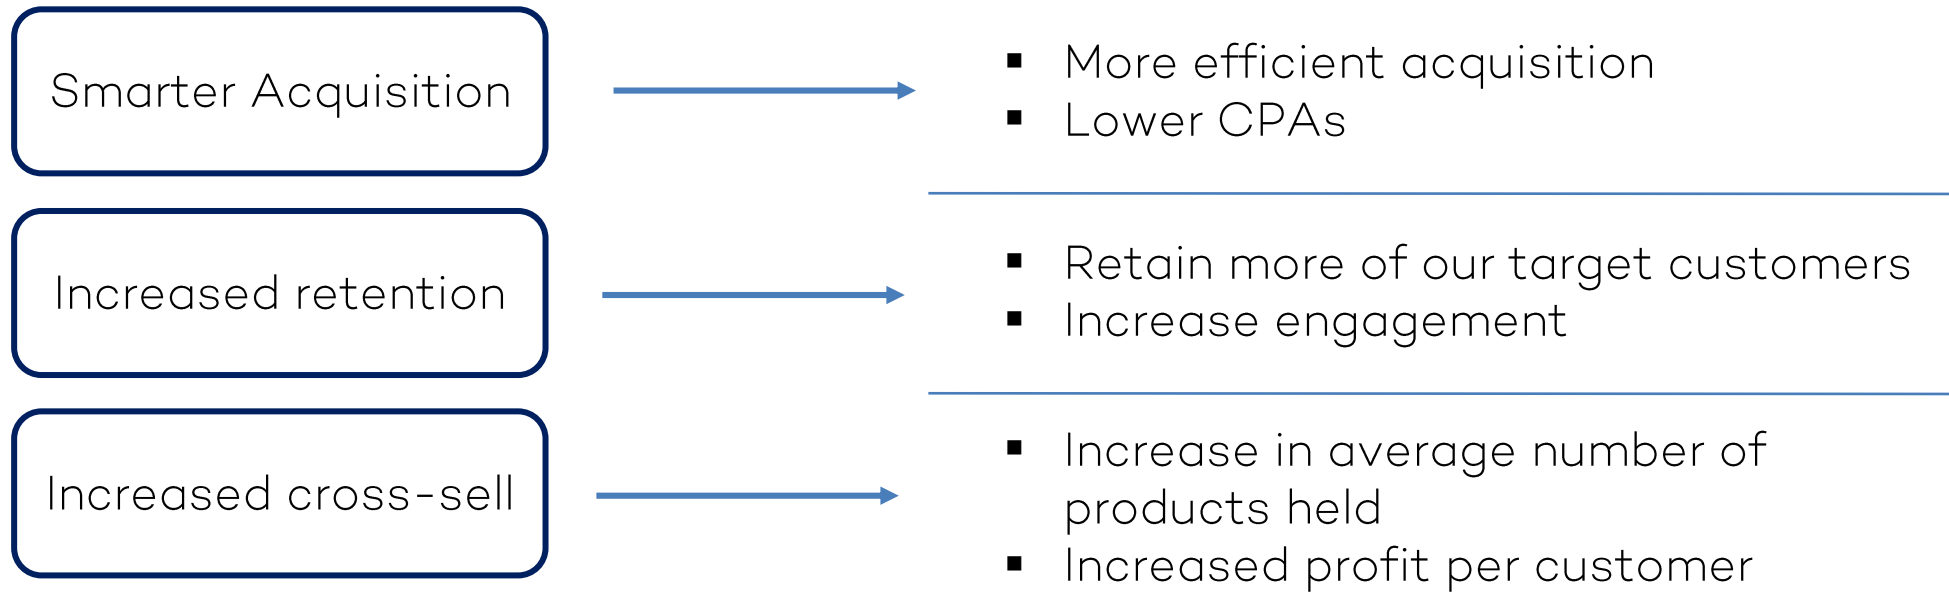 Smarter Acquisition
▪ More efficient acquisition
▪ Lower CPAs
Increased retention
▪ Retain more of our target customers
▪ Increase engagement
Increased cross-sell
▪ Increase in average number of
products held
▪ Increased profit per customer